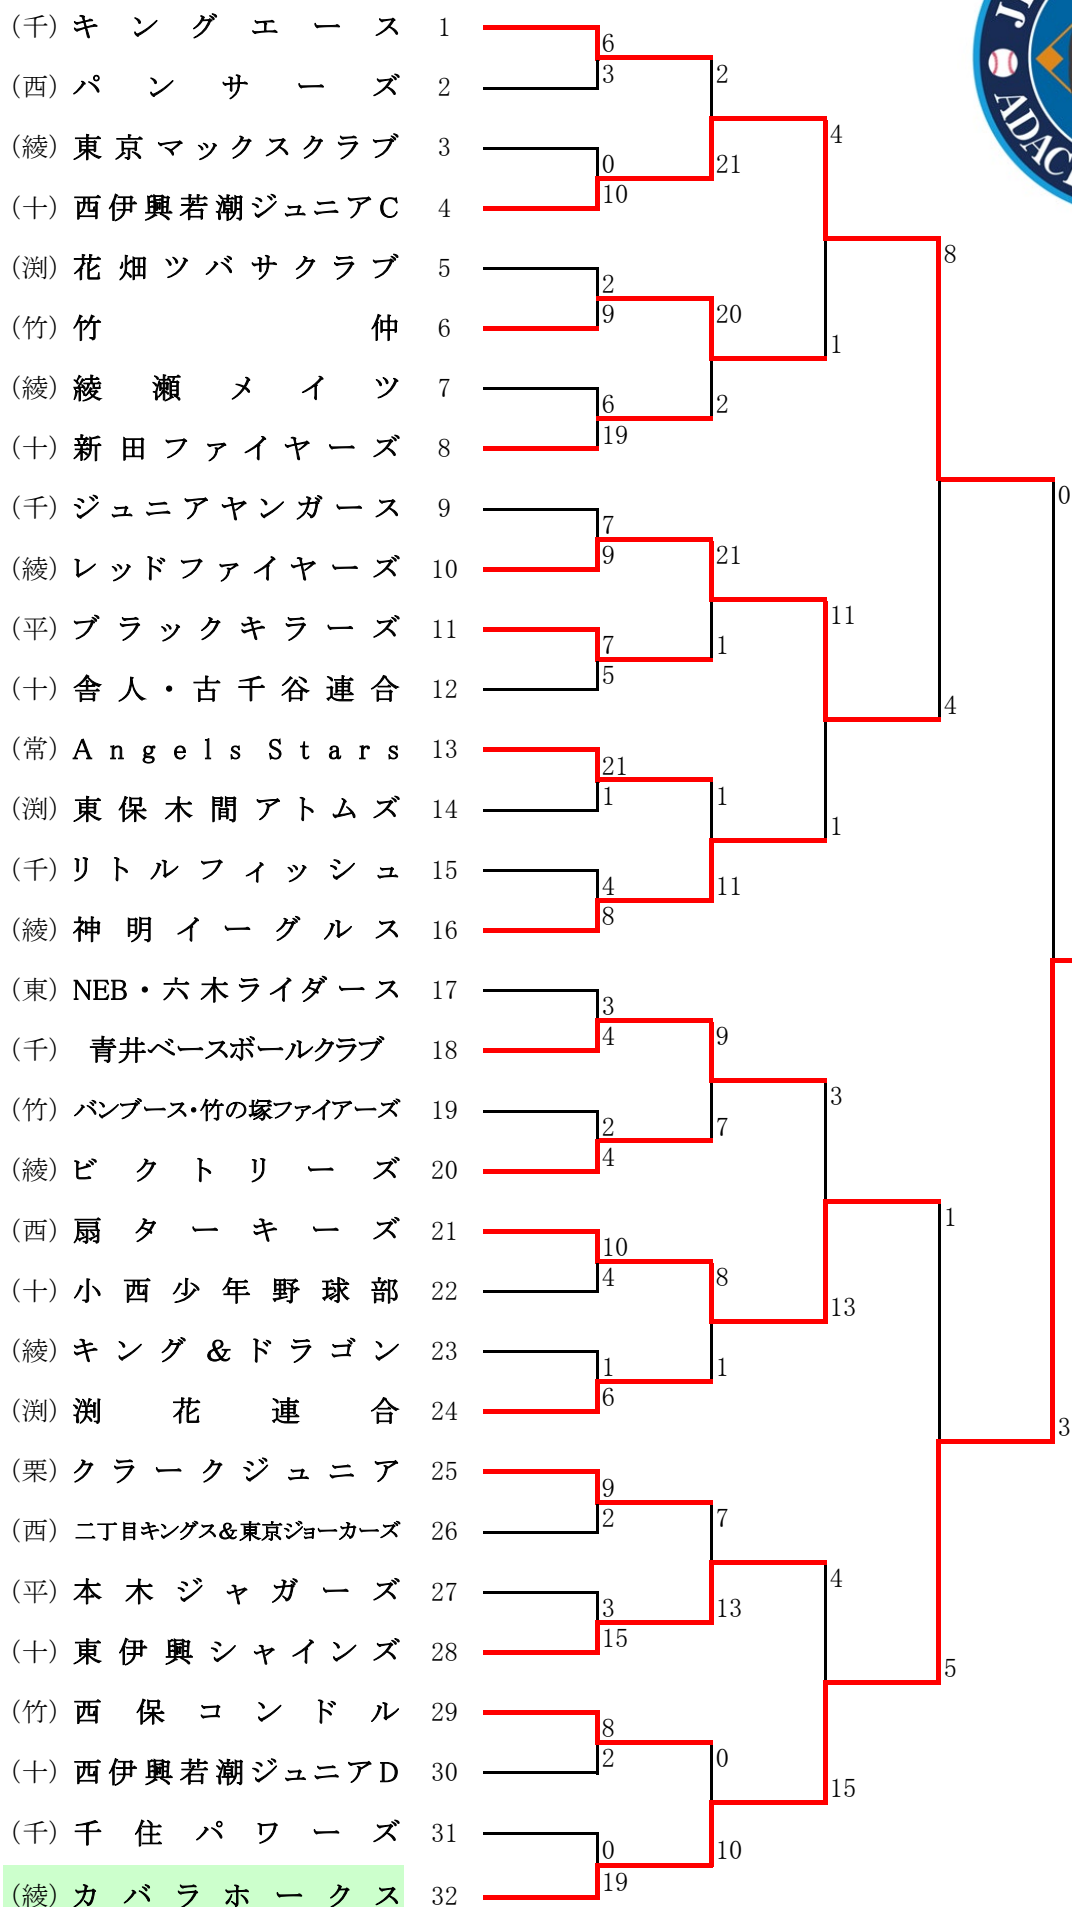 (千) キングエース 1
6
(西) パンサーズ 2
3
2
(綾) 東京マックスクラブ 3
0
4
21
(十) 西伊興若潮ジュニアC 4
10
8
(渕) 花畑ツバサクラブ 5
2
(竹) 竹仲 6
9
20
1
(綾) 綾瀬メイツ 7
6
2
(十) 新田ファイヤーズ 8
19
0
(千) ジュニアヤンガース 9
7
(綾) レッドファイヤーズ 10
9
21
11
(平) ブラックキラーズ 11
7
1
(十) 舎人・古千谷連合 12
5
4
(常) Angels Stars 13
21
(渕) 東保木間アトムズ 14
1
1
1
(千) リトルフィッシュ 15
4
11
(綾) 神明イーグルス 16
8
(東) NEB・六木ライダース 17
3
(千) 青井ベースボールクラブ 18
4
9
3
(竹) バンブース・竹の塚ファイアーズ 19
2
7
(綾) ビクトリーズ 20
4
1
(西) 扇ターキーズ 21
10
(十) 小西少年野球部 22
4
8
13
(綾) キング&ドラゴン 23
1
1
(渕) 渕花連合 24
6
3
(栗) クラークジュニア 25
9
(西) 二丁目キングス&東京ジョーカーズ 26
2
7
4
(平) 本木ジャガーズ 27
3
13
(十) 東伊興シャインズ 28
15
5
(竹) 西保コンドル 29
8
(十) 西伊興若潮ジュニアD 30
2
0
15
(千) 千住パワーズ 31
0
10
(綾) カバラホークス 32
19